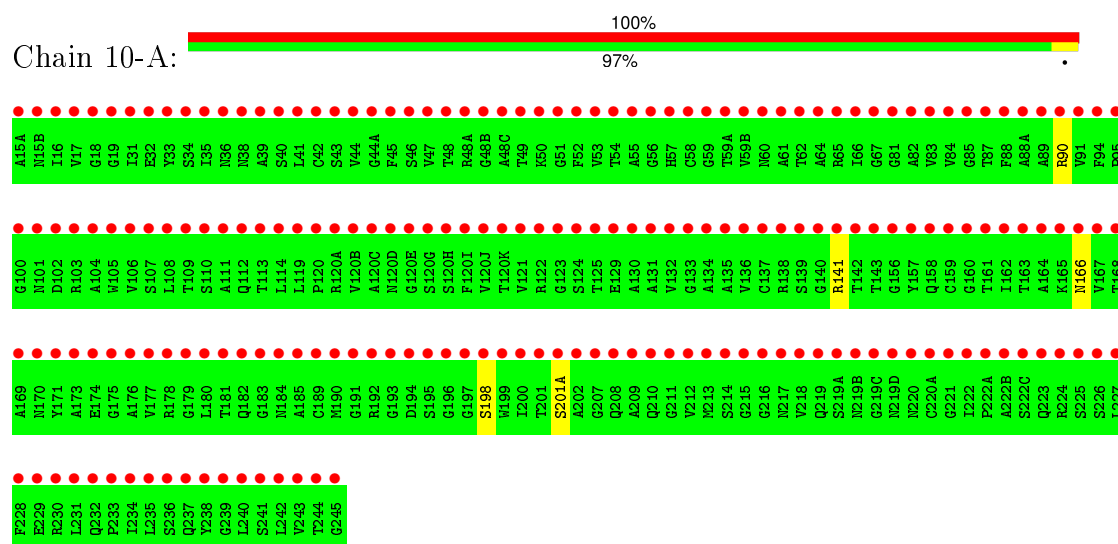 100%
Chain 10-A:
97%
A15A N15B I16 V17 G18 G19 I31 E32 Y33 S34 I35 N36 N38 A39 S40 L41 C42 S43 V44 G44A F45 S46 V47 T48 R48A G48B A48C T49 K50 G51 F52 V53 T54 A55 G56 H57 C58 G59 T59A V59B N60 A61 T62 A64 R65 I66 G67 G81 A82 V83 V84 G85 T87 F88 A88A A89 R90 V91 F94 P95
G100 N101 D102 R103 A104 W105 V106 S107 L108 T109 S110 A111 Q112 T113 L114 L119 P120 R120A V120B A120C N120D G120E S120G S120H F120I V120J T120K V121 R122 G123 S124 T125 E129 A130 A131 V132 G133 A134 A135 V136 C137 R138 S139 G140 R141 T142 T143 G156 Y157 Q158 C159 G160 T161 I162 T163 A164 K165 N166 V167 T168
A169 N170 Y171 A173 E174 G175 A176 V177 R178 G179 L180 T181 Q182 G183 N184 A185 C189 M190 G191 R192 G193 D194 S195 G196 G197 S198 W199 I200 T201 S201A A202 G207 Q208 A209 Q210 G211 V212 M213 S214 G215 G216 N217 V218 Q219 S219A N219B G219C N219D N220 C220A G221 I222 P222A A222B S222C Q223 R224 S225 S226 L227
F228 E229 R230 L231 Q232 P233 I234 L235 S236 Q237 Y238 G239 L240 S241 L242 V243 T244 G245